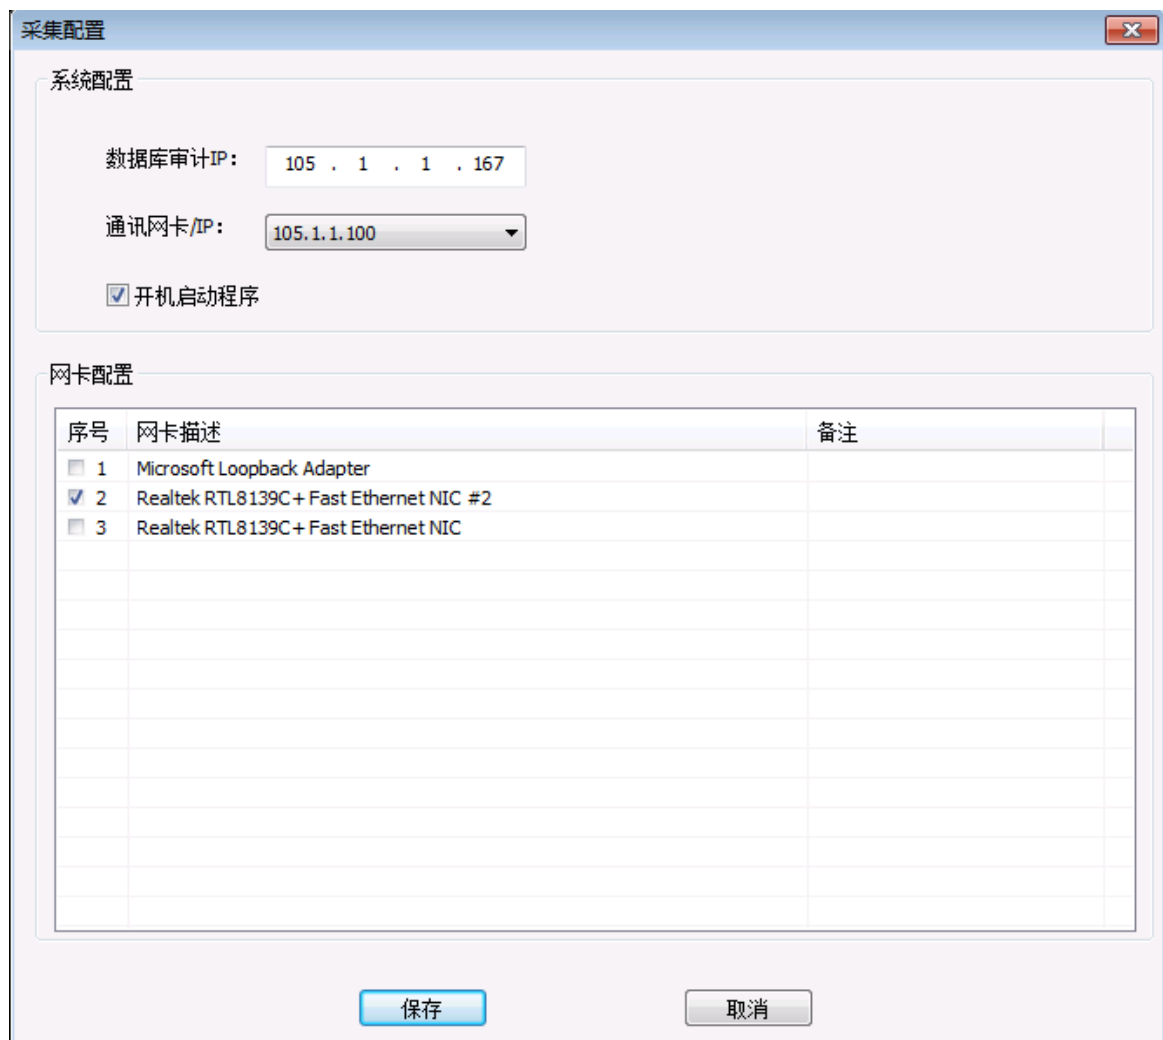 采集配置
系统配置
数据库审计IP: 105 . 1 . 1 . 167
通讯网卡/IP: 105.1.1.100
开机启动程序
网卡配置
序号 网卡描述 备注
1 Microsoft Loopback Adapter
2 Realtek RTL8139C+ Fast Ethernet NIC #2
3 Realtek RTL8139C+ Fast Ethernet NIC
保存 取消